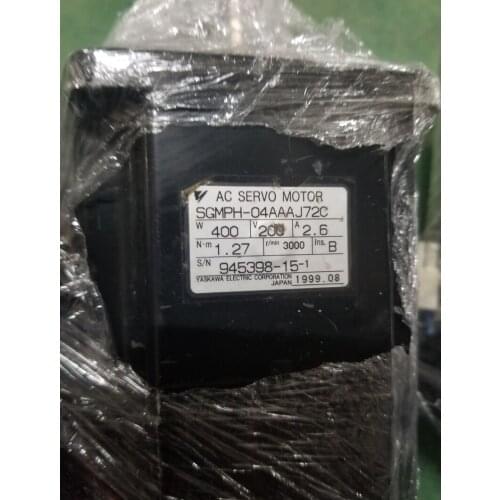 AC SERVO MOTOR
SGMPH-04AAAJ72C
W 400 V 200 A 2.6
N·m 1.27 r/min 3000 Ins. B
S/N 945398-15-1
YASKAWA ELECTRIC CORPORATION
JAPAN 1999.08